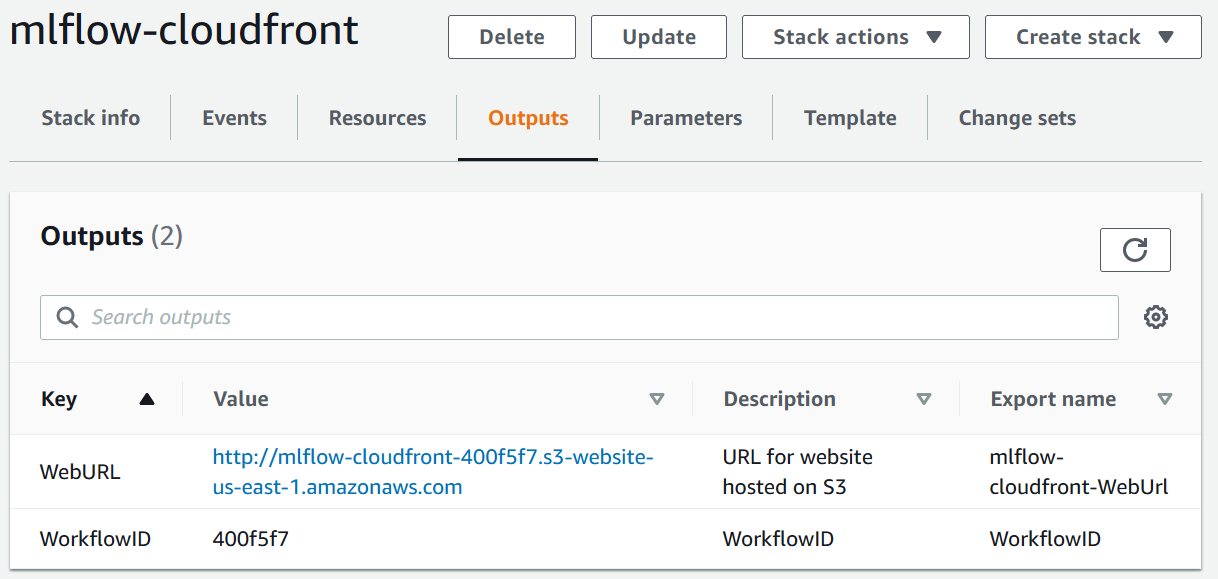 mlflow-cloudfront
Delete
Update
Stack actions
Create stack
Stack info
Events
Resources
Outputs
Parameters
Template
Change sets
Outputs (2)
Search outputs
Key
Value
Description
Export name
WebURL
http://mlflow-cloudfront-400f5f7.s3-website-
us-east-1.amazonaws.com
URL for website
hosted on S3
mlflow-
cloudfront-WebUrl
WorkflowID
400f5f7
WorkflowID
WorkflowID